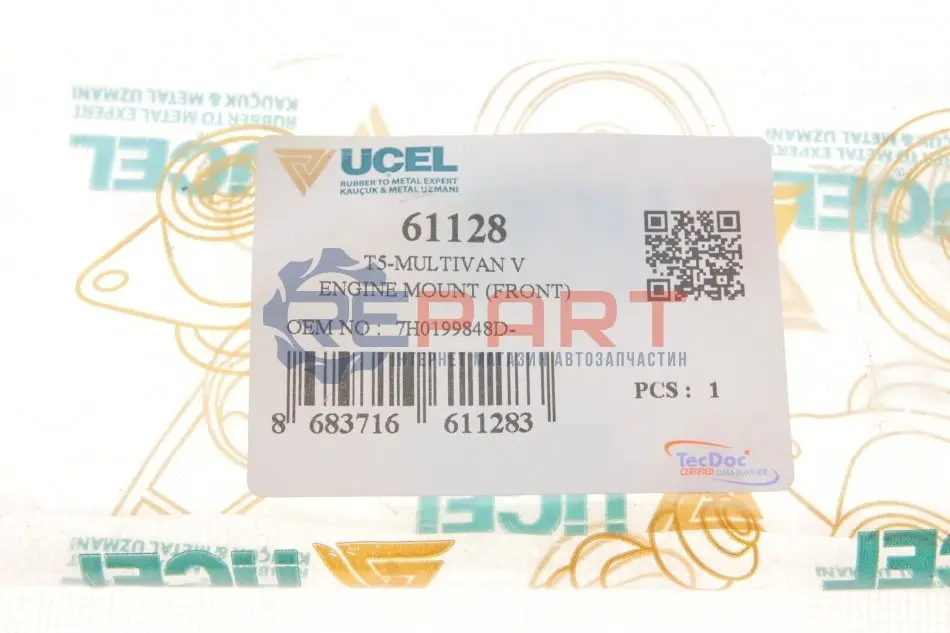 UCEL
RUBBER TO METAL EXPERT
KAUÇUK & METAL UZMANI
61128
T5-MULTIVAN V
ENGINE MOUNT (FRONT)
OEM NO : 7H0199848D-
REPART
ИНТЕРНЕТ МАГАЗИН АВТОЗАПЧАСТИН
PCS : 1
8 683716 611283
TecDoc
CERTIFIED DATA SUPPLIER